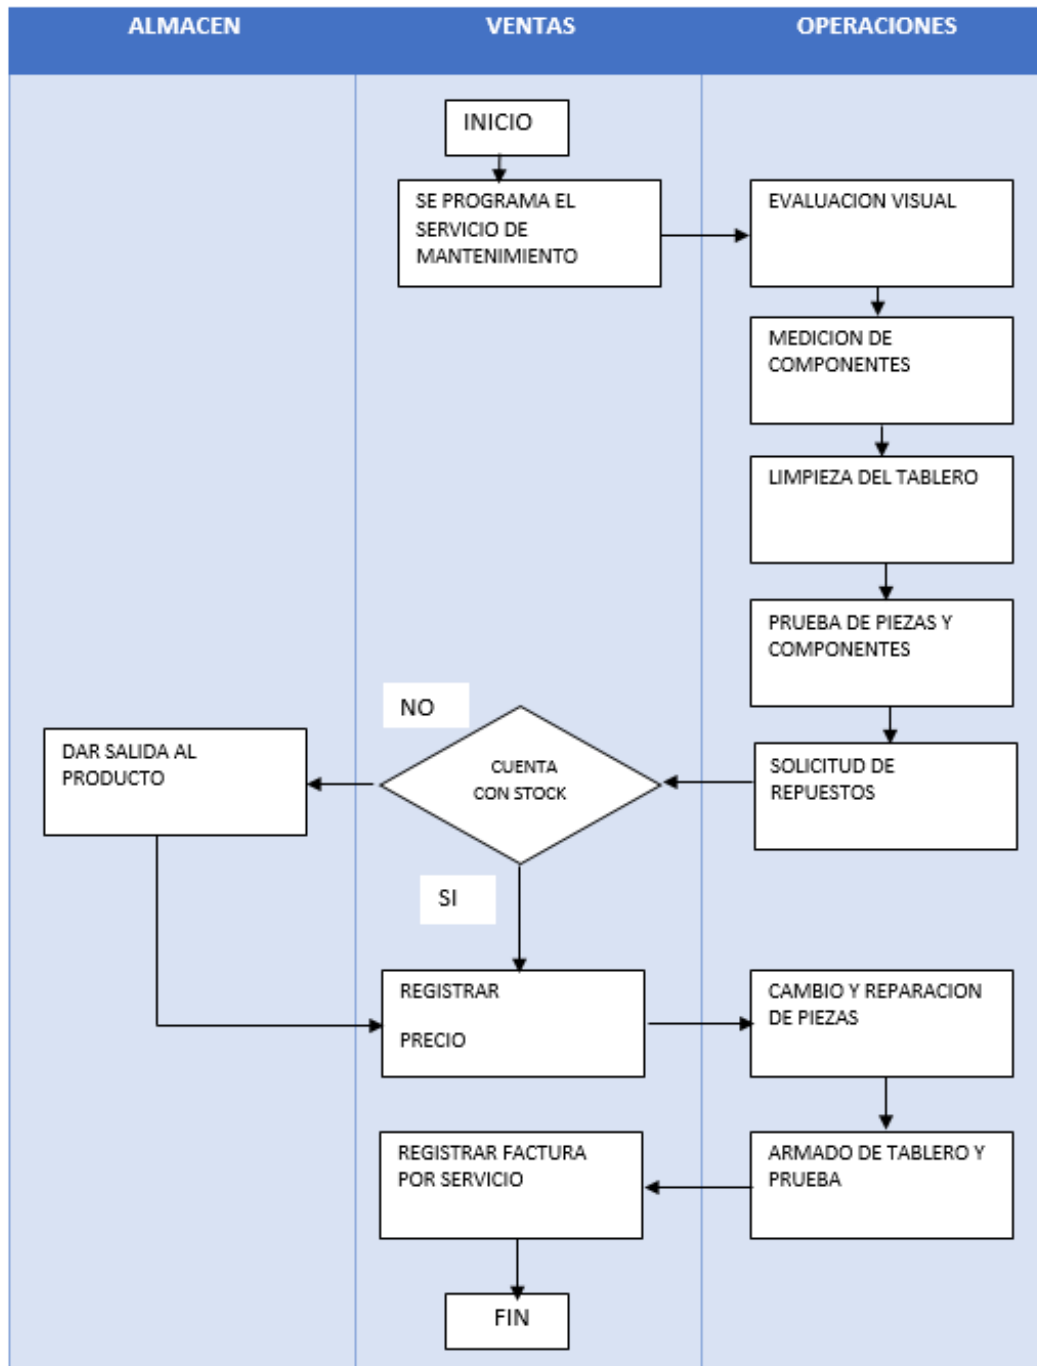 ALMACEN
VENTAS
OPERACIONES
INICIO
SE PROGRAMA EL
SERVICIO DE
MANTENIMIENTO
EVALUACION VISUAL
MEDICION DE
COMPONENTES
LIMPIEZA DEL TABLERO
PRUEBA DE PIEZAS Y
COMPONENTES
NO
DAR SALIDA AL
PRODUCTO
CUENTA
CON STOCK
SOLICITUD DE
REPUESTOS
SI
REGISTRAR
PRECIO
CAMBIO Y REPARACION
DE PIEZAS
REGISTRAR FACTURA
POR SERVICIO
ARMADO DE TABLERO Y
PRUEBA
FIN